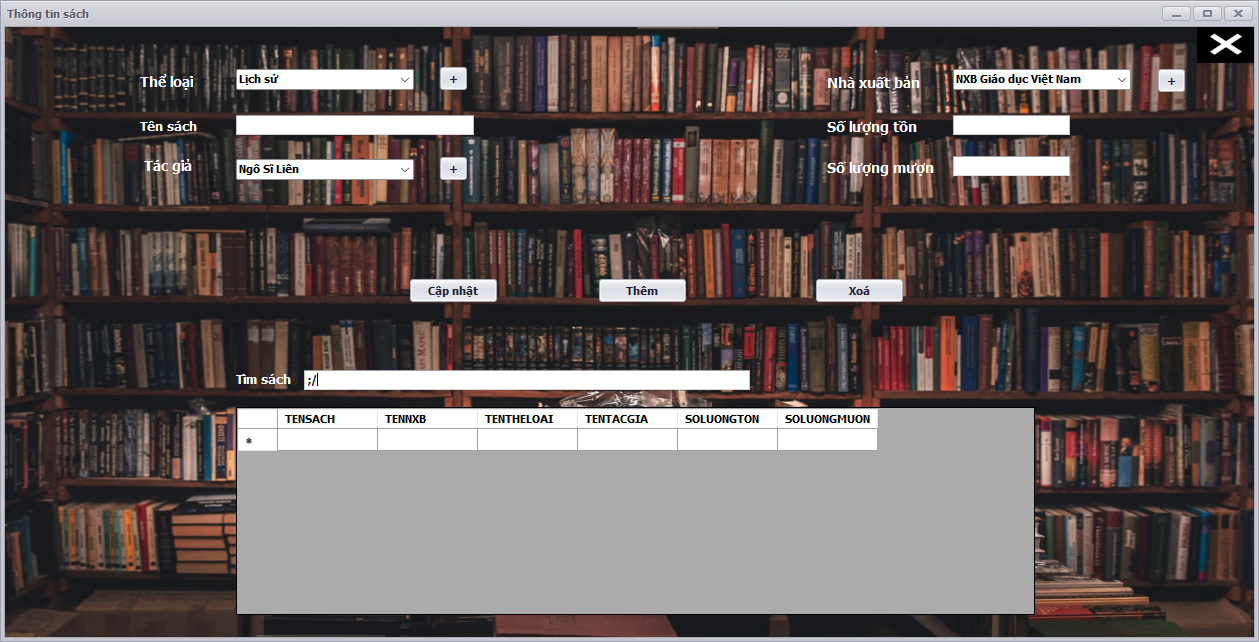 Thông tin sách
Thể loại
Lịch sử
+
Nhà xuất bản
NXB Giáo dục Việt Nam
+
Tên sách
Số lượng tồn
Tác giả
Ngô Sĩ Liên
+
Số lượng mượn
Cập nhật
Thêm
Xoá
Tìm sách
;/
TENSACH TENNXB TENTHELOAI TENTACGIA SOLUONGTON SOLUONGMUON
*